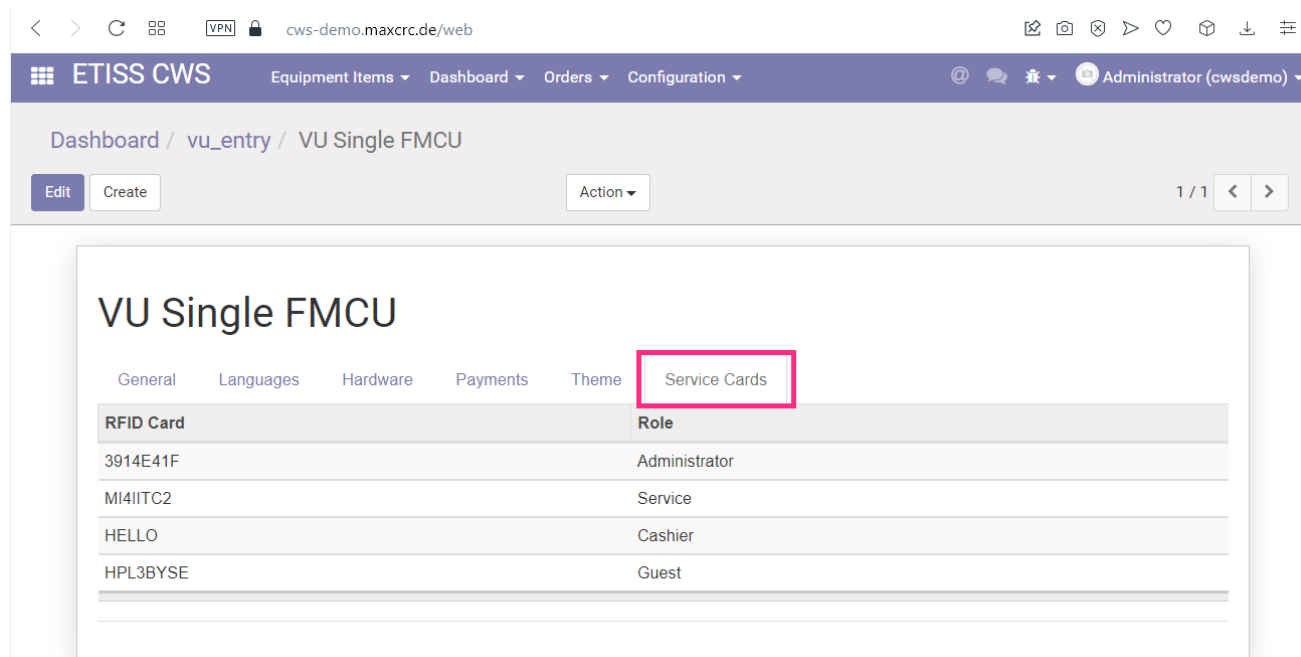 VPN cws-demo.maxcrc.de/web
ETISS CWS Equipment Items Dashboard Orders Configuration @ Administrator (cwsdemo)
Dashboard / vu_entry / VU Single FMCU
Edit Create Action 1 / 1
VU Single FMCU
General Languages Hardware Payments Theme Service Cards
RFID Card Role
3914E41F Administrator
MI4IITC2 Service
HELLO Cashier
HPL3BYSE Guest